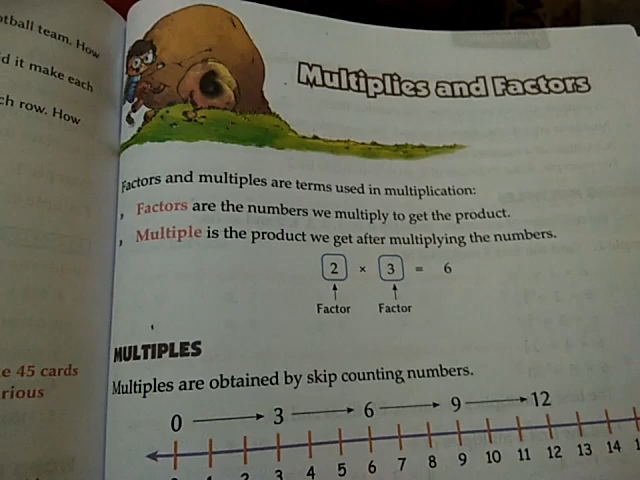 otball team. How
d it make each
ch row. How
e 45 cards
rious
Multiplies and Factors
Factors and multiples are terms used in multiplication:
Factors are the numbers we multiply to get the product.
Multiple is the product we get after multiplying the numbers.
2 × 3 = 6
Factor Factor
MULTIPLES
Multiples are obtained by skip counting numbers.
0 3 6 9 12
2 3 4 5 6 7 8 9 10 11 12 13 14